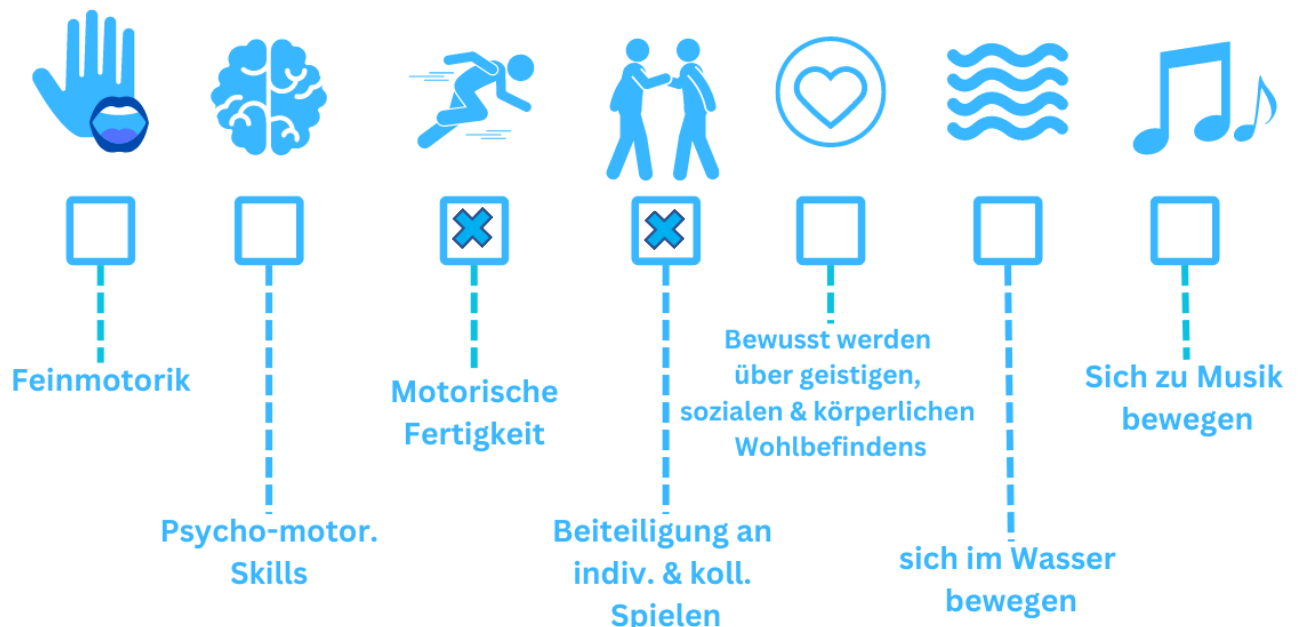 Feinmotorik
Psycho-motor.
Skills
Motorische
Fertigkeit
Beiteiligung an
indiv. & koll.
Spielen
Bewusst werden
über geistigen,
sozialen & körperlichen
Wohlbefindens
sich im Wasser
bewegen
Sich zu Musik
bewegen